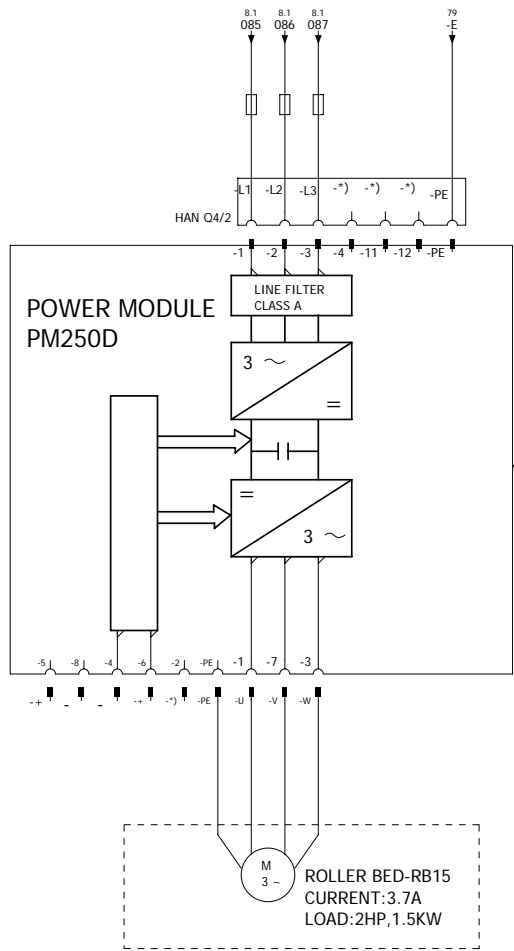 8.1 8.1 8.1 79
085 086 087 -E
-L1 -L2 -L3 -*) -*) -*) -PE
HAN Q4/2
-1 -2 -3 -4 -11 -12 -PE
LINE FILTER
CLASS A
POWER MODULE
PM250D
3 ~
=
=
3 ~
-5 -8 -4 -6 -2 -PE -1 -7 -3
-+ - - -+ -*) -PE -U -V -W
M
3 ~
ROLLER BED-RB15
CURRENT:3.7A
LOAD:2HP,1.5KW